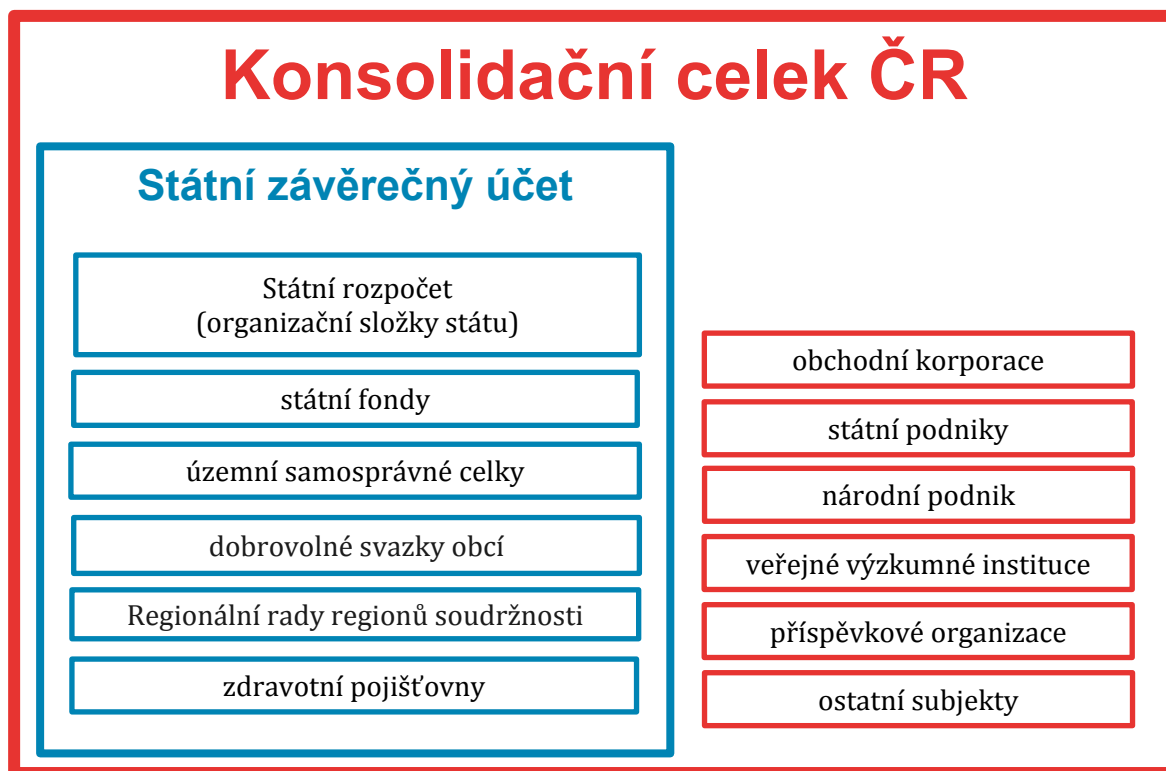 Konsolidační celek ČR
Státní závěrečný účet
Státní rozpočet
(organizační složky státu)
státní fondy
územní samosprávné celky
dobrovolné svazky obcí
Regionální rady regionů soudržnosti
zdravotní pojišťovny
obchodní korporace
státní podniky
národní podnik
veřejné výzkumné instituce
příspěvkové organizace
ostatní subjekty